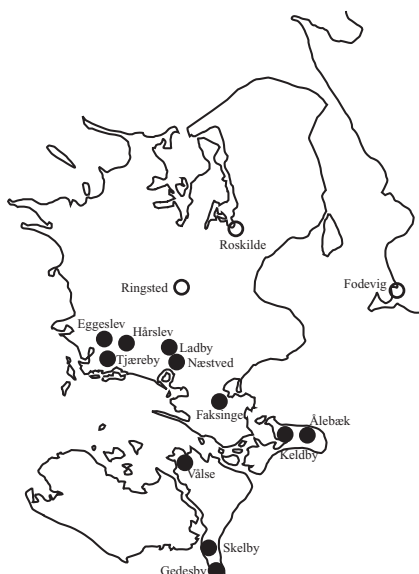 Roskilde
Ringsted
Fodevig
Eggeslev
Hårslev
Ladby
Tjæreby
Næstved
Faksinge
Ålebæk
Keldby
Vålse
Skelby
Gedesby